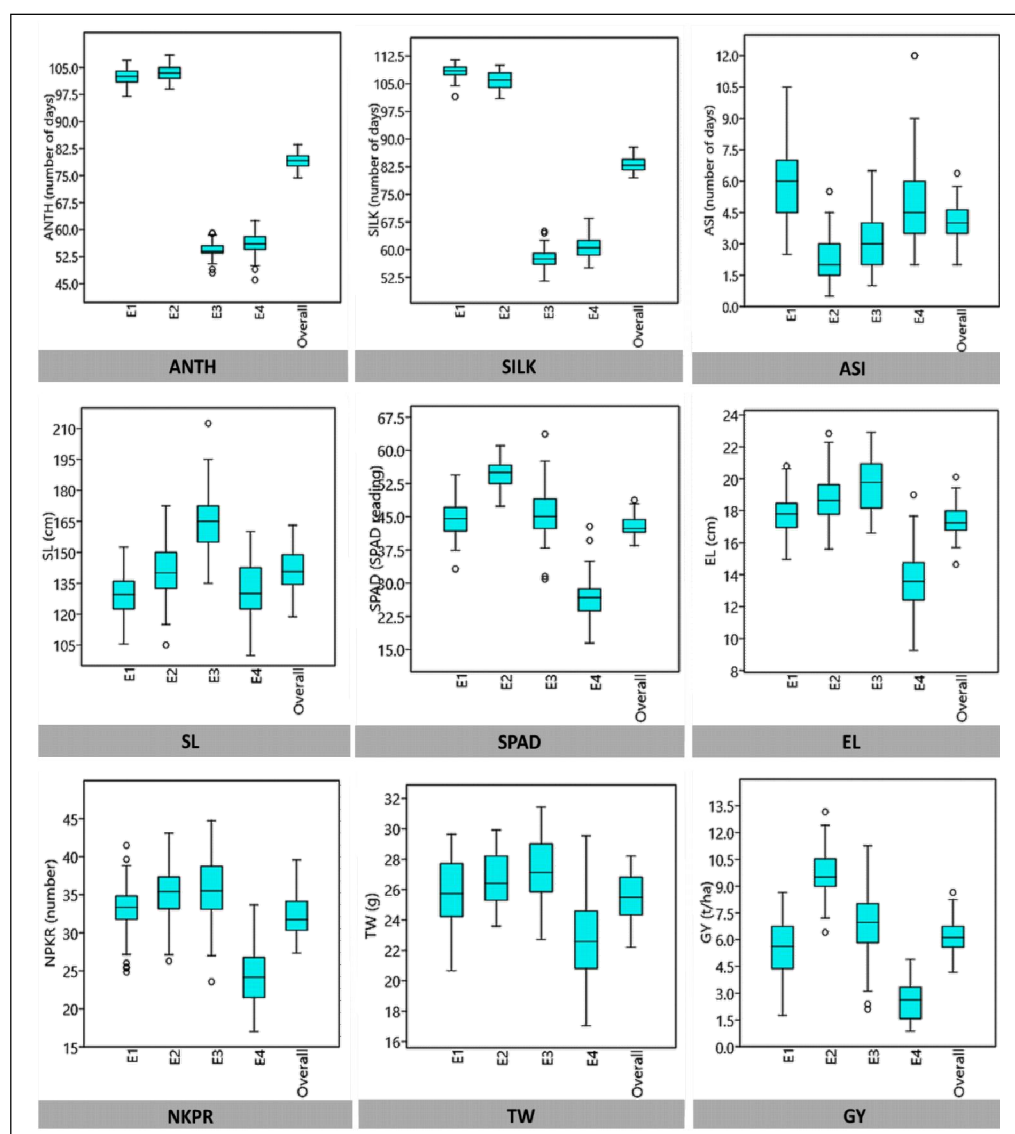 ANTH (number of days)
105.0
97.5
90.0
82.5
75.0
67.5
60.0
52.5
45.0
E1
E2
E3
E4
Overall
ANTH
SILK (number of days)
112.5
105.0
97.5
90.0
82.5
75.0
67.5
60.0
52.5
E1
E2
E3
E4
Overall
SILK
ASI (number of days)
12.0
10.5
9.0
7.5
6.0
4.5
3.0
1.5
0.0
E1
E2
E3
E4
Overall
ASI
SL (cm)
210
195
180
165
150
135
120
105
E1
E2
E3
E4
Overall
SL
SPAD (SPAD reading)
67.5
60.0
52.5
45.0
37.5
30.0
22.5
15.0
E1
E2
E3
E4
Overall
SPAD
EL (cm)
24
22
20
18
16
14
12
10
8
E1
E2
E3
E4
Overall
EL
NPKR (number)
45
40
35
30
25
20
15
E1
E2
E3
E4
Overall
NKPR
TW (g)
32
30
28
26
24
22
20
18
16
E1
E2
E3
E4
Overall
TW
GY (t/ha)
13.5
12.0
10.5
9.0
7.5
6.0
4.5
3.0
1.5
0.0
E1
E2
E3
E4
Overall
GY